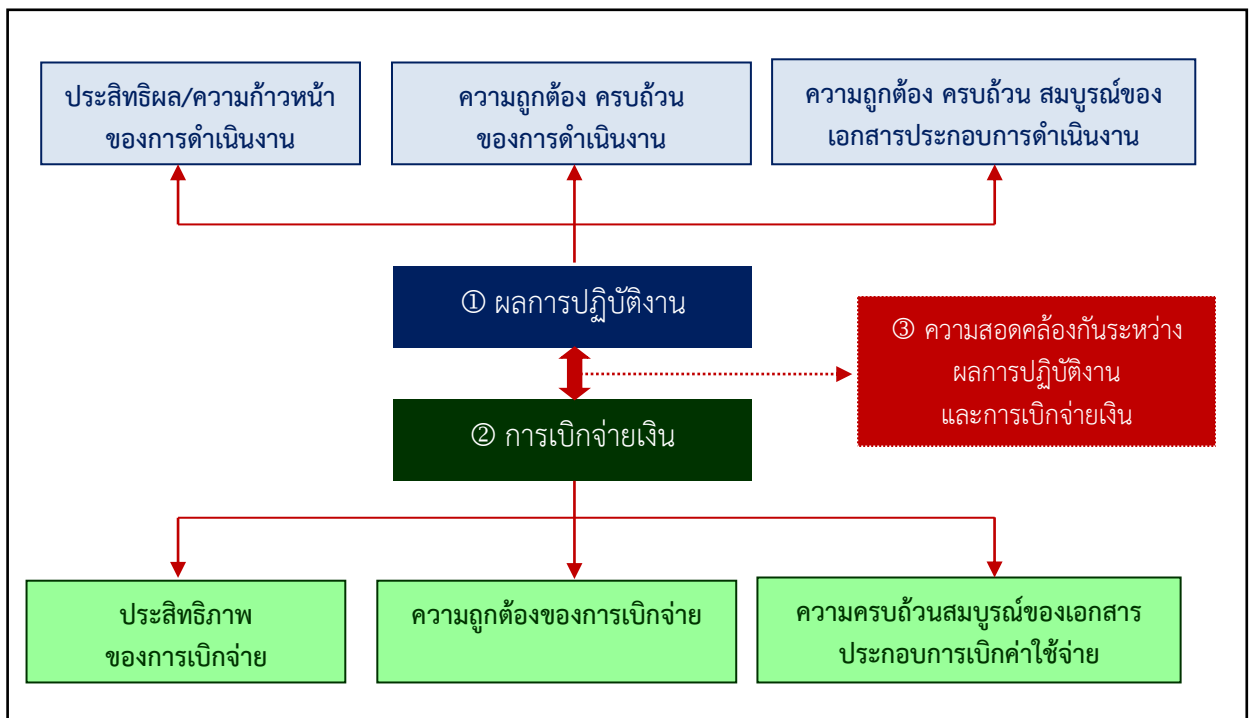 ประสิทธิผล/ความก้าวหน้า
ของการดำเนินงาน
ความถูกต้อง ครบถ้วน
ของการดำเนินงาน
ความถูกต้อง ครบถ้วน สมบูรณ์ของ
เอกสารประกอบการดำเนินงาน
① ผลการปฏิบัติงาน
③ ความสอดคล้องกันระหว่าง
ผลการปฏิบัติงาน
และการเบิกจ่ายเงิน
② การเบิกจ่ายเงิน
ประสิทธิภาพ
ของการเบิกจ่าย
ความถูกต้องของการเบิกจ่าย
ความครบถ้วนสมบูรณ์ของเอกสาร
ประกอบการเบิกค่าใช้จ่าย